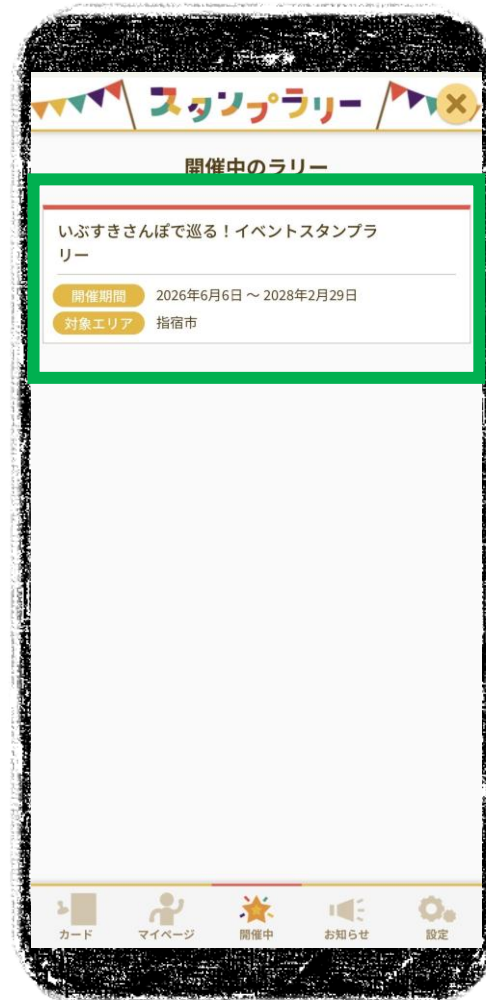 スタンプラリー
開催中のラリー
いぶすきさんぽで巡る！イベントスタンプラ
リー
開催期間 2026年6月6日 ～ 2028年2月29日
対象エリア 指宿市
カード マイページ 開催中 お知らせ 設定